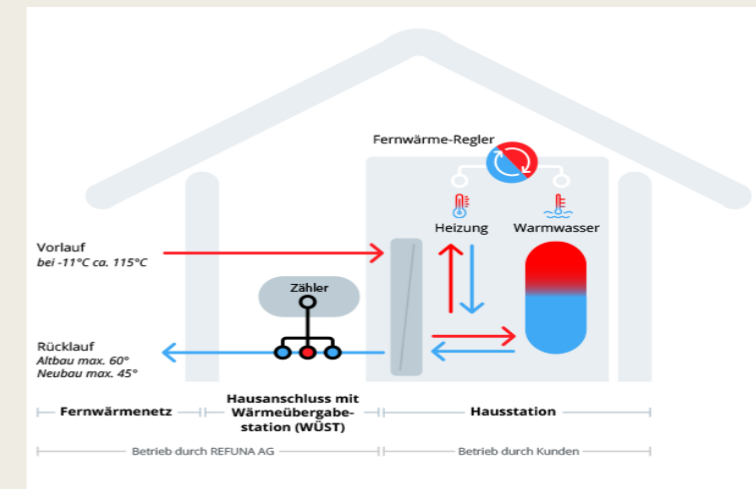 Fernwärme-Regler
Heizung
Warmwasser
Vorlauf
bei -11°C ca. 115°C
Zähler
Rücklauf
Altbau max. 60°
Neubau max. 45°
Fernwärmenetz
Hausanschluss mit
Wärmeübergabe-
station (WÜST)
Hausstation
Betrieb durch REFUNA AG
Betrieb durch Kunden